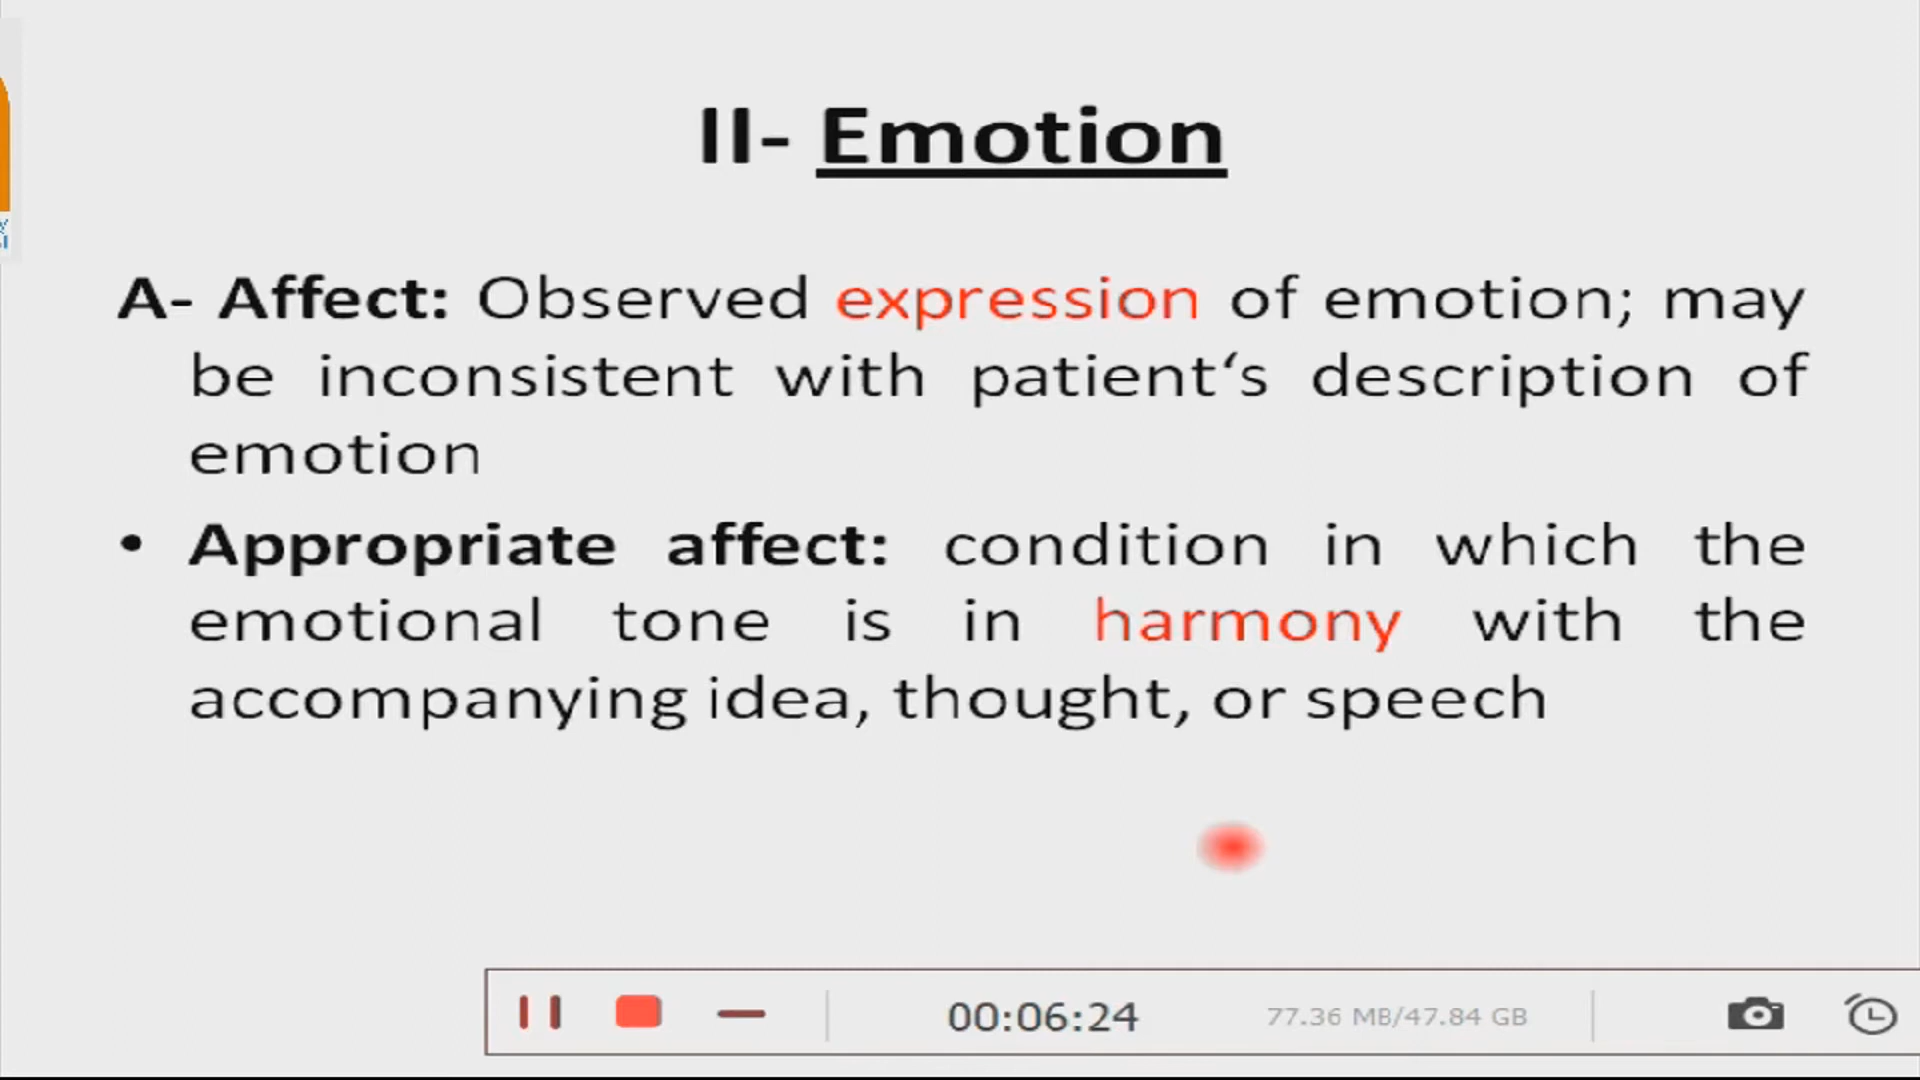 II- Emotion
A- Affect: Observed expression of emotion; may
be inconsistent with patient‘s description of
emotion
• Appropriate affect: condition in which the
emotional tone is in harmony with the
accompanying idea, thought, or speech
00:06:24 77.36 MB/47.84 GB